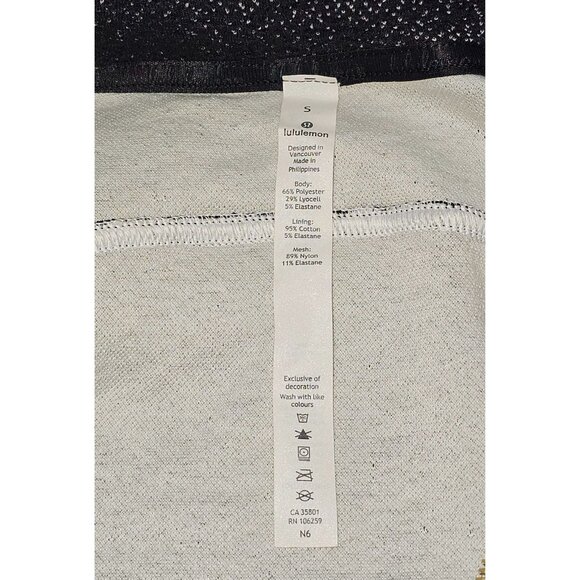 S
17
lululemon
Designed in
Vancouver
Made in
Philippines
Body:
66% Polyester
29% Lyocell
5% Elastane
Lining:
95% Cotton
5% Elastane
Mesh:
89% Nylon
11% Elastane
Exclusive of
decoration
Wash with like
colours
CA 35801
RN 106259
N6